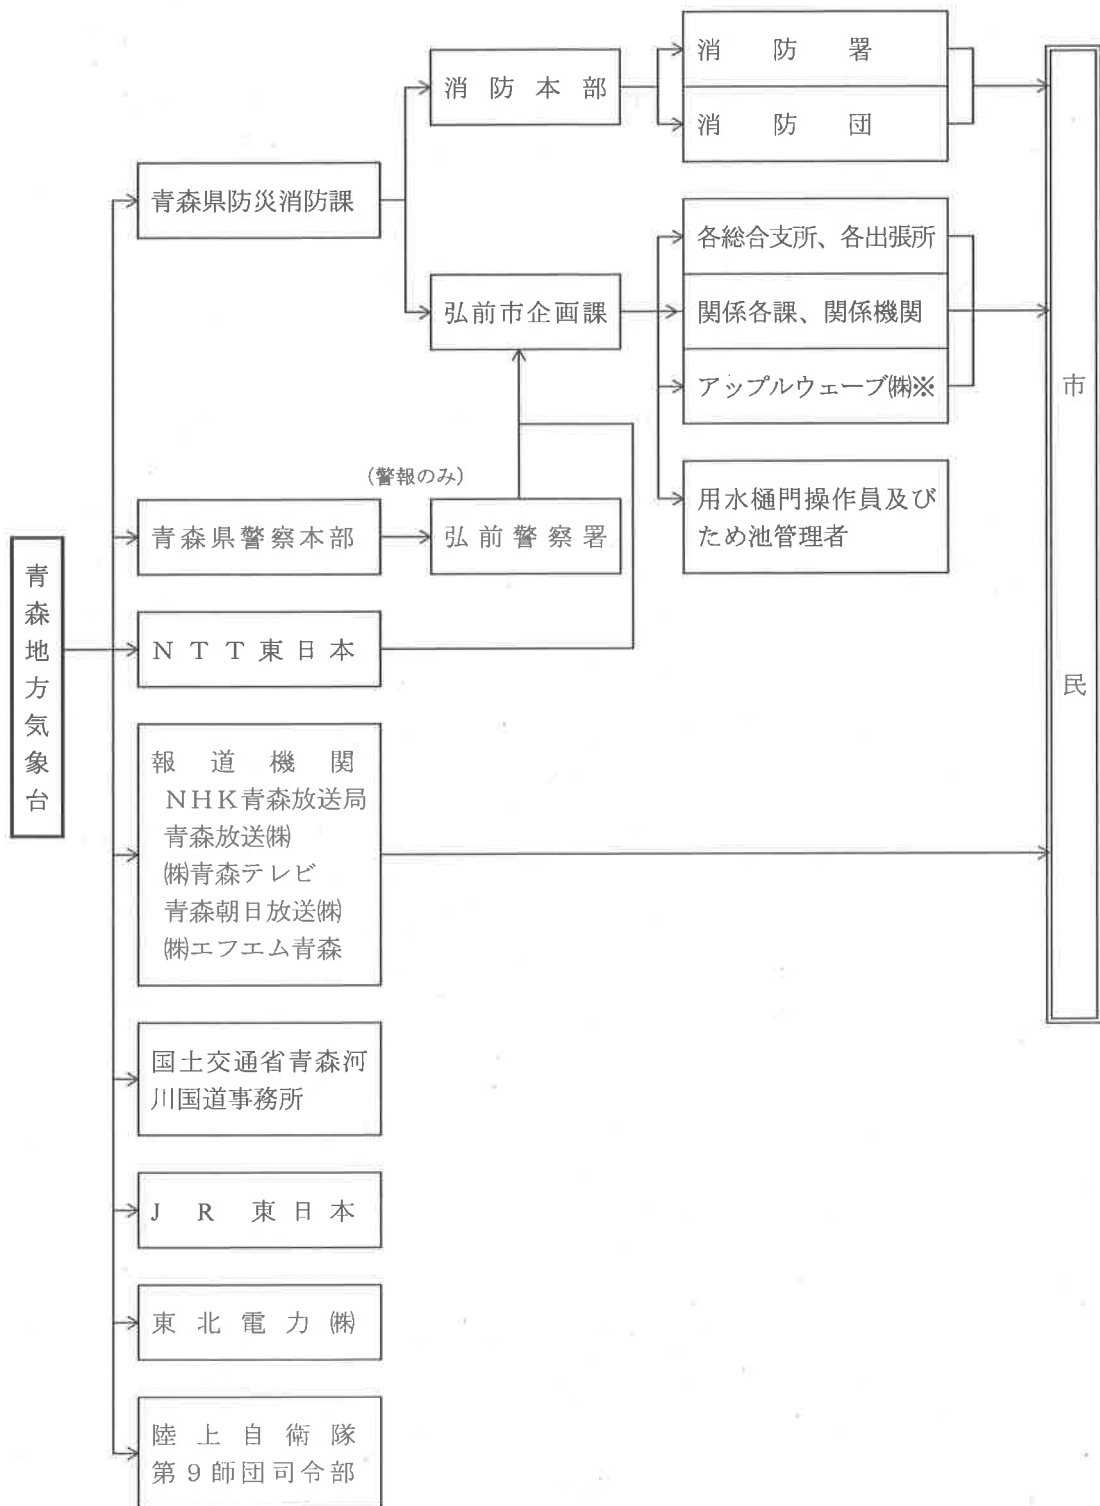 消防署
消防本部
消防団
青森県防災消防課
各総合支所、各出張所
弘前市企画課
関係各課、関係機関
アップルウェーブ㈱※
用水樋門操作員及び
ため池管理者
(警報のみ)
青森県警察本部
弘前警察署
青森地方気象台
NTT東日本
報道機関
NHK青森放送局
青森放送㈱
㈱青森テレビ
青森朝日放送㈱
㈱エフエム青森
国土交通省青森河
川国道事務所
JR東日本
東北電力㈱
陸上自衛隊
第9師団司令部
市民